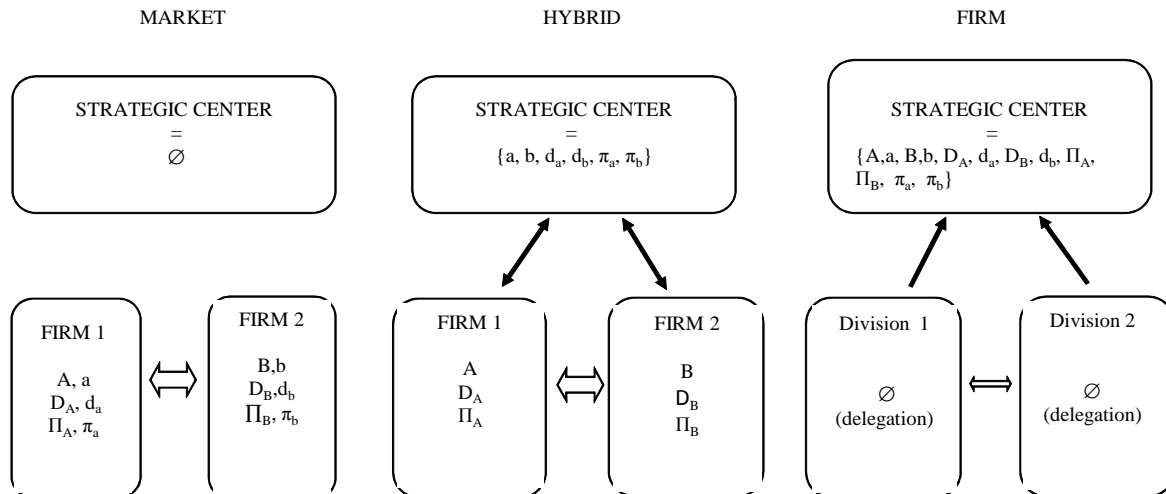 MARKET
STRATEGIC CENTER
=
∅
FIRM 1
A, a
D_A, d_a
Π_A, π_a
FIRM 2
B,b
D_B,d_b
Π_B, π_b
HYBRID
STRATEGIC CENTER
=
{a, b, d_a, d_b, π_a, π_b}
FIRM 1
A
D_A
Π_A
FIRM 2
B
D_B
Π_B
FIRM
STRATEGIC CENTER
=
{A,a, B,b, D_A, d_a, D_B, d_b, Π_A,
Π_B, π_a, π_b}
Division 1
∅
(delegation)
Division 2
∅
(delegation)